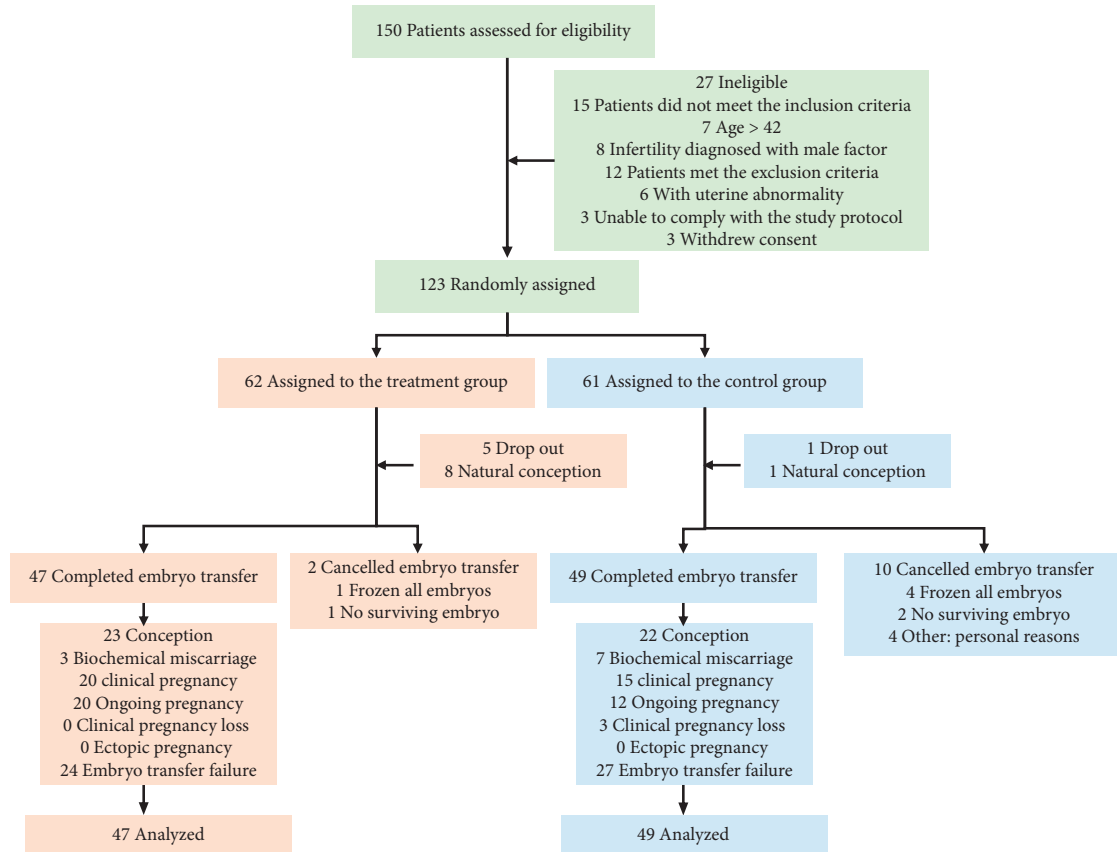 150 Patients assessed for eligibility
27 Ineligible
15 Patients did not meet the inclusion criteria
7 Age > 42
8 Infertility diagnosed with male factor
12 Patients met the exclusion criteria
6 With uterine abnormality
3 Unable to comply with the study protocol
3 Withdrew consent
123 Randomly assigned
62 Assigned to the treatment group
61 Assigned to the control group
5 Drop out
8 Natural conception
1 Drop out
1 Natural conception
47 Completed embryo transfer
2 Cancelled embryo transfer
1 Frozen all embryos
1 No surviving embryo
49 Completed embryo transfer
10 Cancelled embryo transfer
4 Frozen all embryos
2 No surviving embryo
4 Other: personal reasons
23 Conception
3 Biochemical miscarriage
20 clinical pregnancy
20 Ongoing pregnancy
0 Clinical pregnancy loss
0 Ectopic pregnancy
24 Embryo transfer failure
22 Conception
7 Biochemical miscarriage
15 clinical pregnancy
12 Ongoing pregnancy
3 Clinical pregnancy loss
0 Ectopic pregnancy
27 Embryo transfer failure
47 Analyzed
49 Analyzed